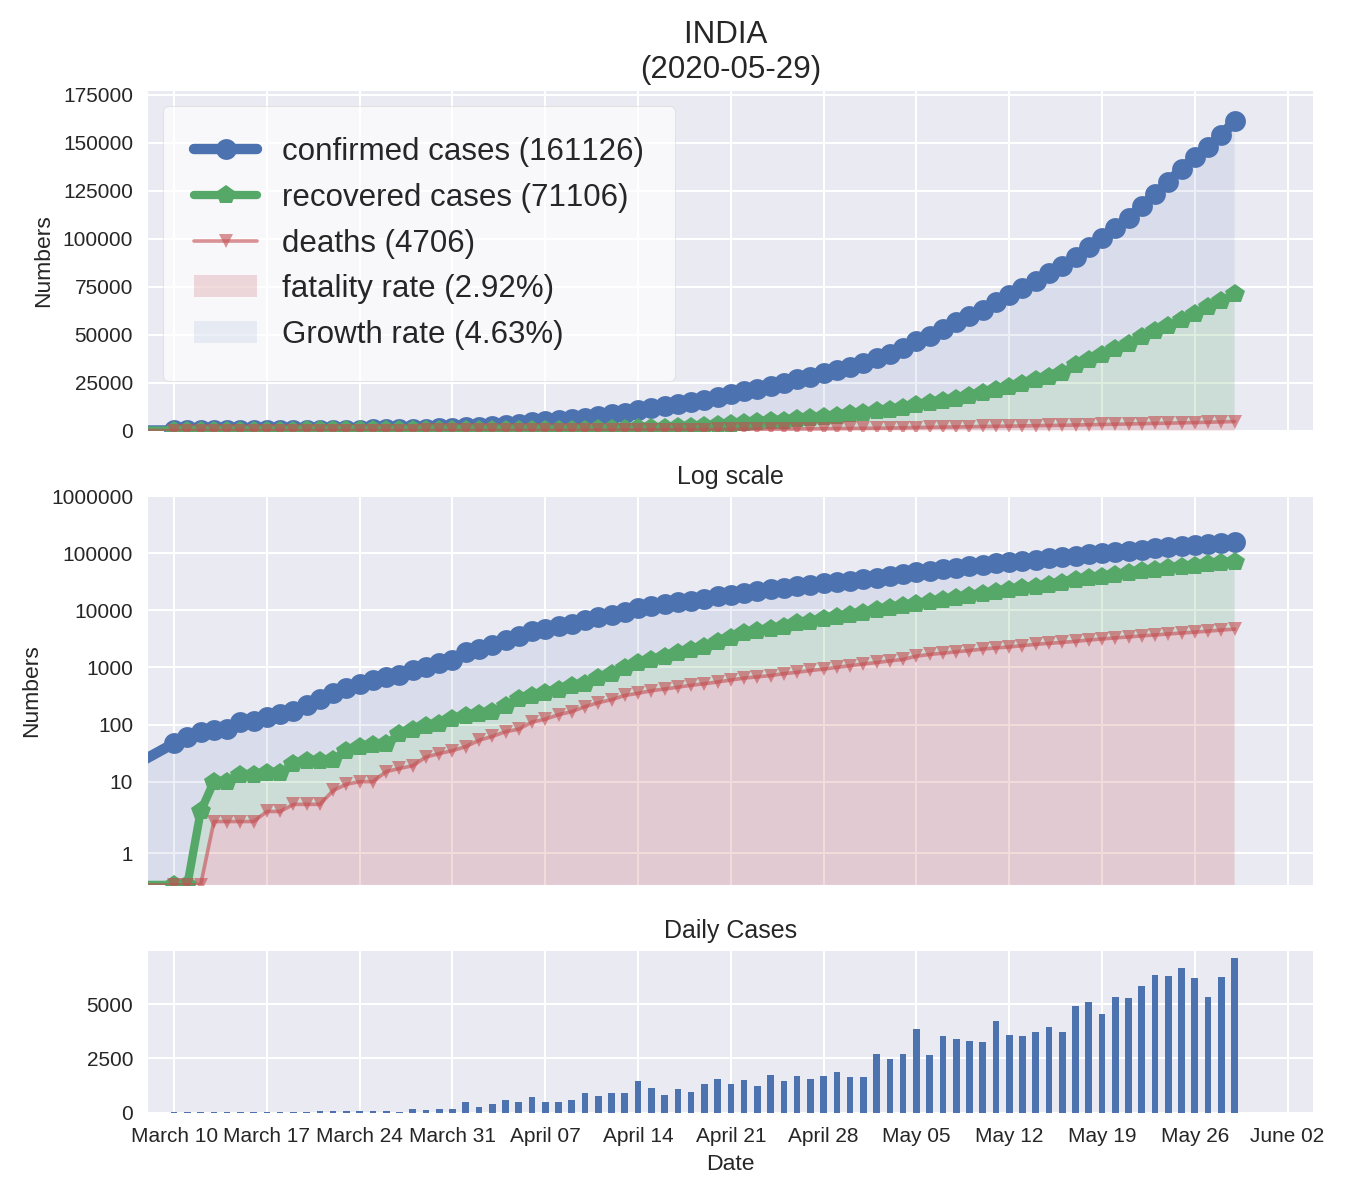 INDIA
(2020-05-29)
175000
150000
125000
100000
75000
50000
25000
0
Numbers
confirmed cases (161126)
recovered cases (71106)
deaths (4706)
fatality rate (2.92%)
Growth rate (4.63%)
Log scale
1000000
100000
10000
1000
100
10
1
Numbers
Daily Cases
5000
2500
0
March 10 March 17 March 24 March 31 April 07 April 14 April 21 April 28 May 05 May 12 May 19 May 26 June 02
Date